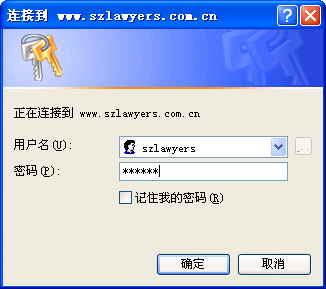 连接到 www.szlawyers.com.cn
正在连接到 www.szlawyers.com.cn
用户名(U):
szlawyers
密码(P):
******
记住我的密码(R)
确定
取消